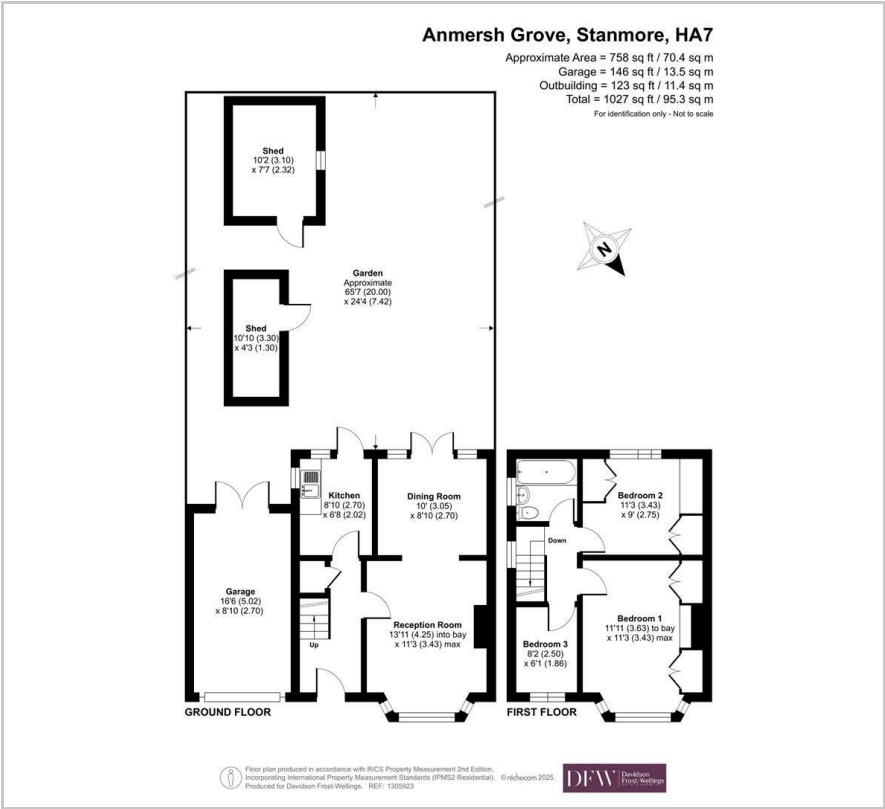 Anmersh Grove, Stanmore, HA7
Approximate Area = 758 sq ft / 70.4 sq m
Garage = 146 sq ft / 13.5 sq m
Outbuilding = 123 sq ft / 11.4 sq m
Total = 1027 sq ft / 95.3 sq m
For identification only - Not to scale
Shed
10'2 (3.10)
x 7'7 (2.32)
N
Garden
Approximate
65'7 (20.00)
x 24'4 (7.42)
Shed
10'10 (3.30)
x 4'3 (1.30)
Kitchen
8'10 (2.70)
x 6'8 (2.02)
Dining Room
10' (3.05)
x 8'10 (2.70)
Bedroom 2
11'3 (3.43)
x 9' (2.75)
Down
Garage
16'6 (5.02)
x 8'10 (2.70)
Up
Reception Room
13'11 (4.25) into bay
x 11'3 (3.43) max
Bedroom 1
11'11 (3.63) to bay
x 11'3 (3.43) max
Bedroom 3
8'2 (2.50)
x 6'1 (1.86)
GROUND FLOOR
FIRST FLOOR
Floor plan produced in accordance with RICS Property Measurement 2nd Edition,
Incorporating International Property Measurement Standards (IPMS2 Residential). © nichecom 2025.
Produced for Davidson Frost-Wellings. REF: 1305923
DFW
Davidson
Frost-Wellings